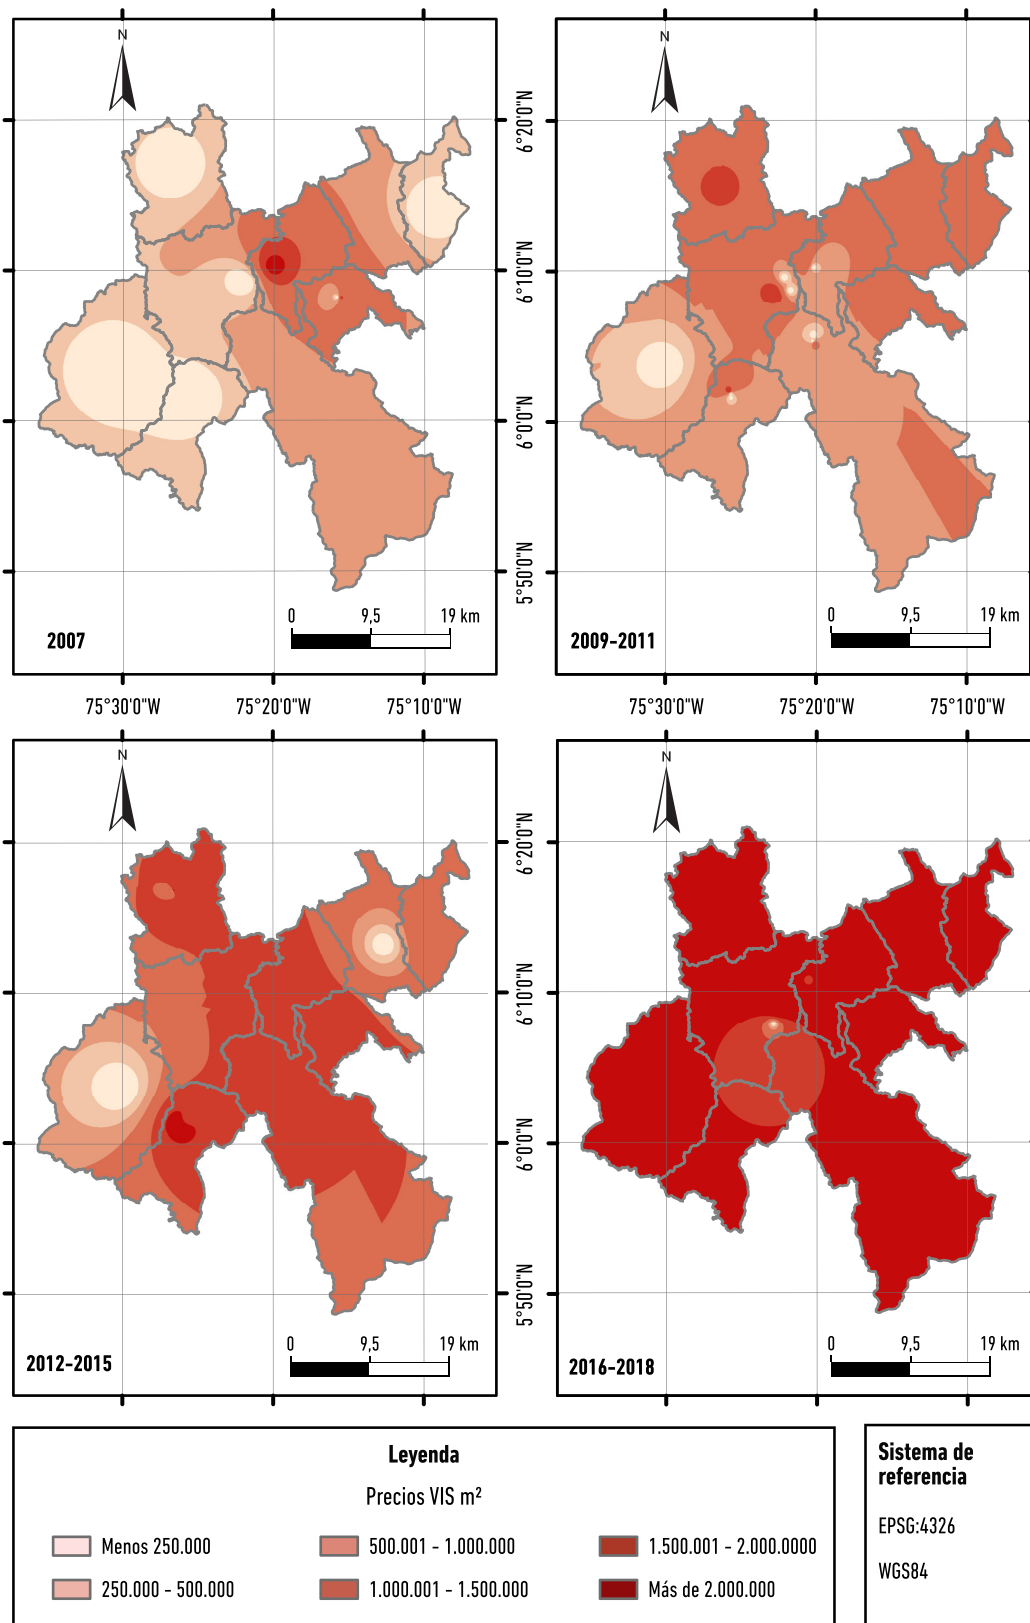 N
N
6°20'0"N
6°10'0"N
6°0'0"N
5°50'0"N
0 9,5 19 km
2007
0 9,5 19 km
2009-2011
75°30'0"W 75°20'0"W 75°10'0"W
75°30'0"W 75°20'0"W 75°10'0"W
N
N
6°20'0"N
6°10'0"N
6°0'0"N
5°50'0"N
0 9,5 19 km
2012-2015
0 9,5 19 km
2016-2018
Leyenda
Precios VIS m²
Menos 250.000
500.001 - 1.000.000
1.500.001 - 2.000.0000
250.000 - 500.000
1.000.001 - 1.500.000
Más de 2.000.000
Sistema de
referencia
EPSG:4326
WGS84